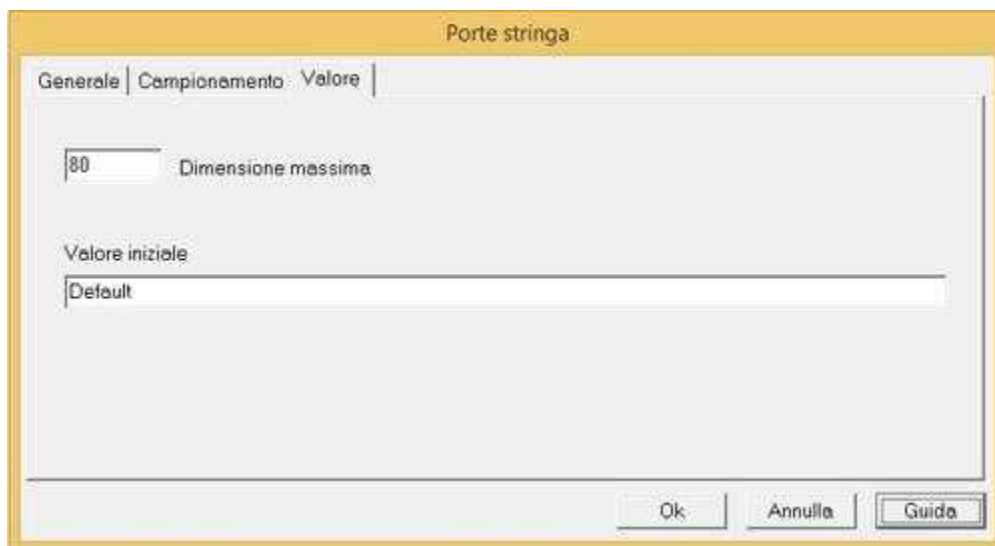 Porte stringa
Generale Campionamento Valore
80 Dimensione massima
Valore iniziale
Default
Ok Annulla Guida